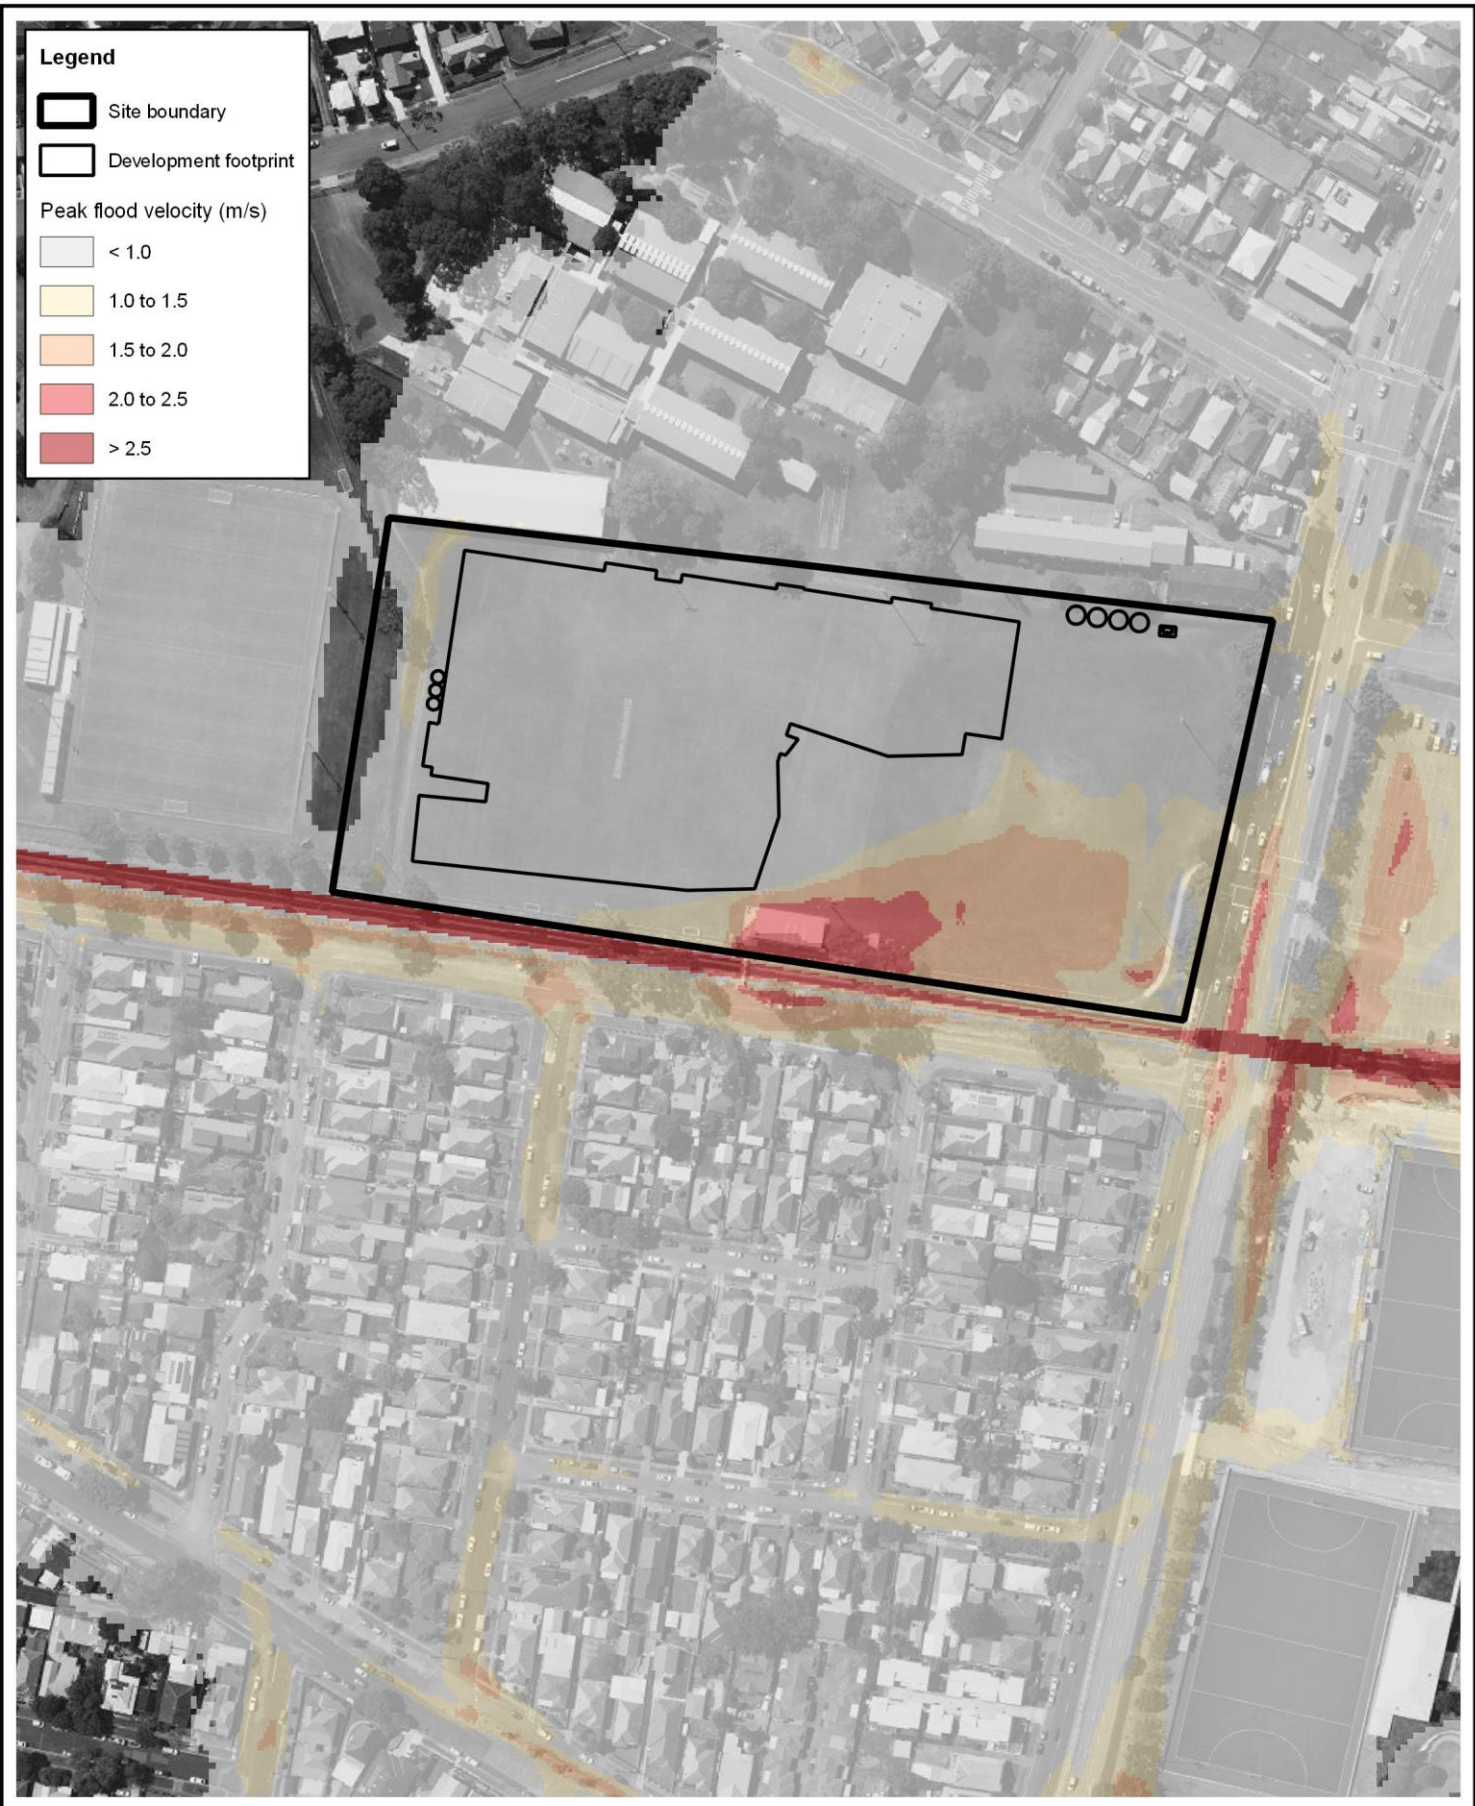 Legend
Site boundary
Development footprint
Peak flood velocity (m/s)
< 1.0
1.0 to 1.5
1.5 to 2.0
2.0 to 2.5
> 2.5